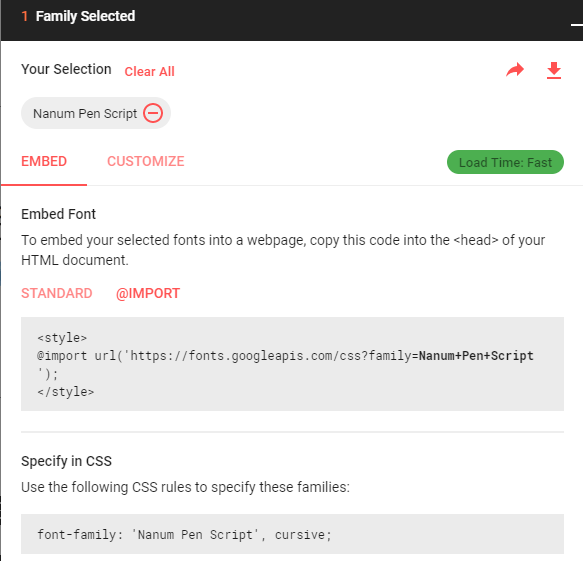 1 Family Selected
Your Selection Clear All
Nanum Pen Script
EMBED CUSTOMIZE Load Time: Fast
Embed Font
To embed your selected fonts into a webpage, copy this code into the <head> of your
HTML document.
STANDARD @IMPORT
<style>
@import url('https://fonts.googleapis.com/css?family=Nanum+Pen+Script
');
</style>
Specify in CSS
Use the following CSS rules to specify these families:
font-family: 'Nanum Pen Script', cursive;